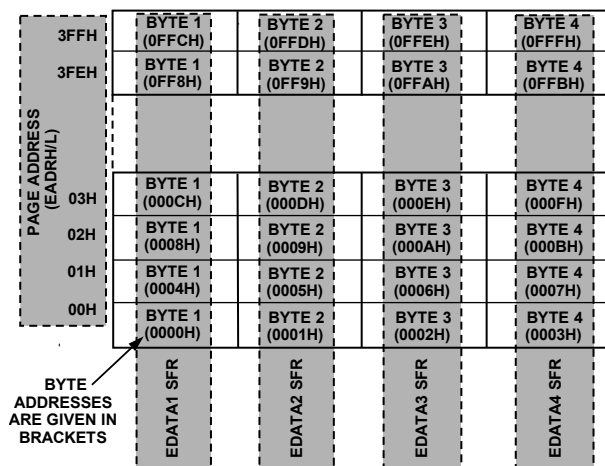 3FFH
BYTE 1 BYTE 2 BYTE 3 BYTE 4
(0FFCH) (0FFDH) (0FFEH) (0FFFH)
3FEH
BYTE 1 BYTE 2 BYTE 3 BYTE 4
(0FF8H) (0FF9H) (0FFAH) (0FFBH)
PAGE ADDRESS
(EADRH/L)
03H
BYTE 1 BYTE 2 BYTE 3 BYTE 4
(000CH) (000DH) (000EH) (000FH)
02H
BYTE 1 BYTE 2 BYTE 3 BYTE 4
(0008H) (0009H) (000AH) (000BH)
01H
BYTE 1 BYTE 2 BYTE 3 BYTE 4
(0004H) (0005H) (0006H) (0007H)
00H
BYTE 1 BYTE 2 BYTE 3 BYTE 4
(0000H) (0001H) (0002H) (0003H)
BYTE
ADDRESSES
ARE GIVEN IN
BRACKETS
EDATA1 SFR
EDATA2 SFR
EDATA3 SFR
EDATA4 SFR